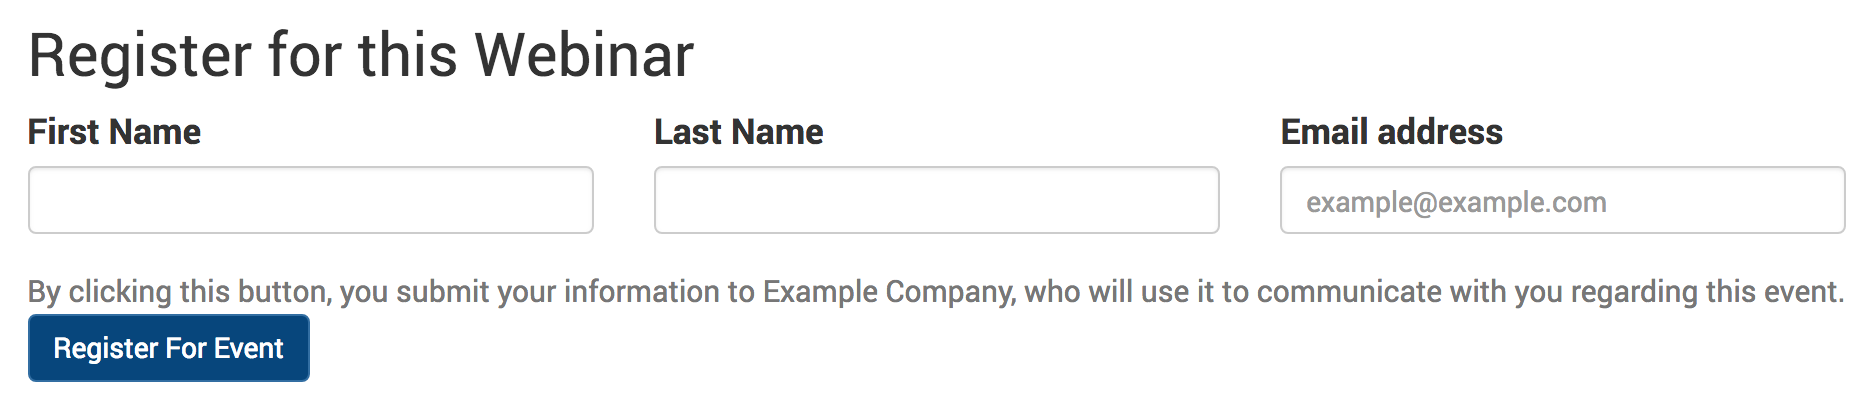 Register for this Webinar
First Name Last Name Email address
example@example.com
By clicking this button, you submit your information to Example Company, who will use it to communicate with you regarding this event.
Register For Event